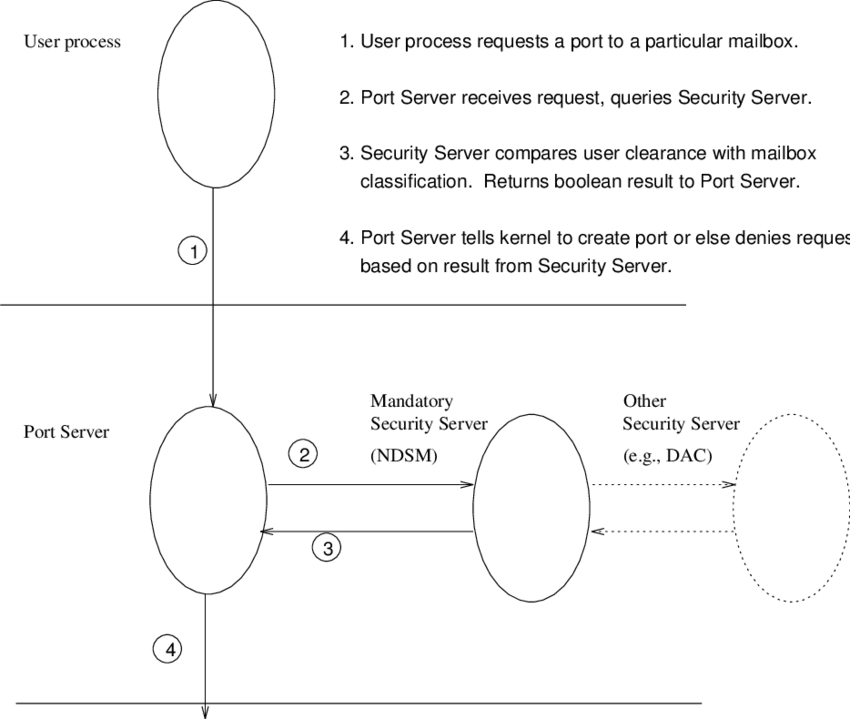 User process
1. User process requests a port to a particular mailbox.
2. Port Server receives request, queries Security Server.
3. Security Server compares user clearance with mailbox
classification. Returns boolean result to Port Server.
4. Port Server tells kernel to create port or else denies reques
based on result from Security Server.
1
Port Server
Mandatory
Security Server
(NDSM)
Other
Security Server
(e.g., DAC)
2
3
4